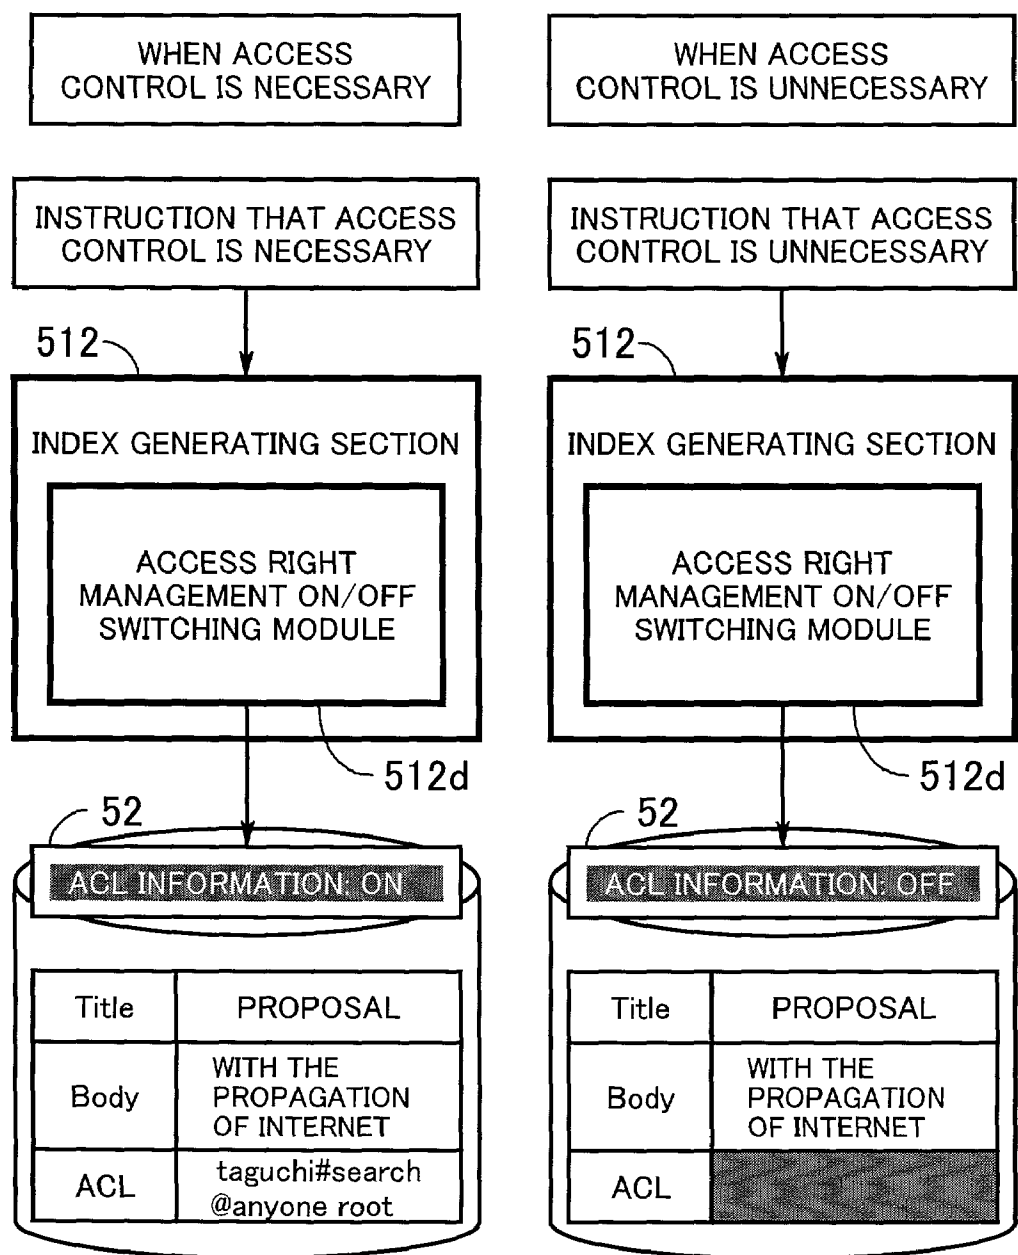 WHEN ACCESS
CONTROL IS NECESSARY
INSTRUCTION THAT ACCESS
CONTROL IS NECESSARY
512
INDEX GENERATING SECTION
ACCESS RIGHT
MANAGEMENT ON/OFF
SWITCHING MODULE
512d
52
ACL INFORMATION: ON
Title
PROPOSAL
Body
WITH THE
PROPAGATION
OF INTERNET
ACL
taguchi#search
@anyone root
WHEN ACCESS
CONTROL IS UNNECESSARY
INSTRUCTION THAT ACCESS
CONTROL IS UNNECESSARY
512
INDEX GENERATING SECTION
ACCESS RIGHT
MANAGEMENT ON/OFF
SWITCHING MODULE
512d
52
ACL INFORMATION: OFF
Title
PROPOSAL
Body
WITH THE
PROPAGATION
OF INTERNET
ACL